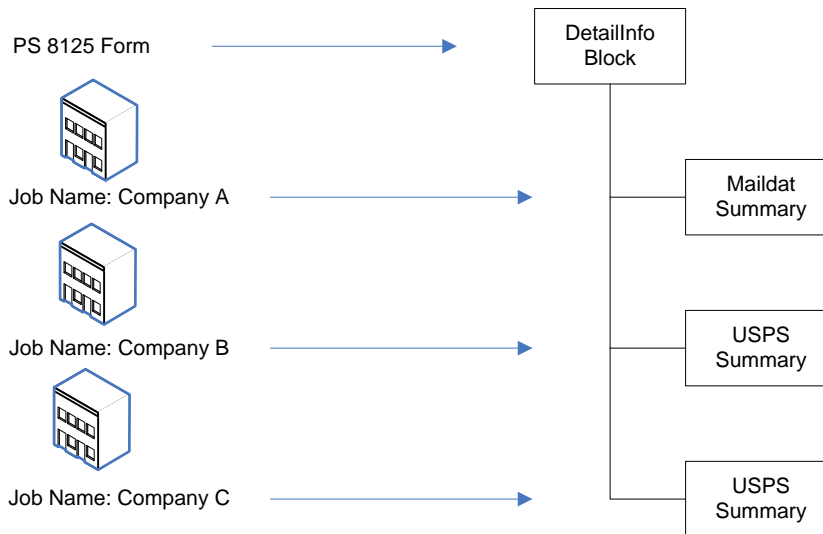 PS 8125 Form
DetailInfo
Block
Job Name: Company A
Maildat
Summary
Job Name: Company B
USPS
Summary
Job Name: Company C
USPS
Summary